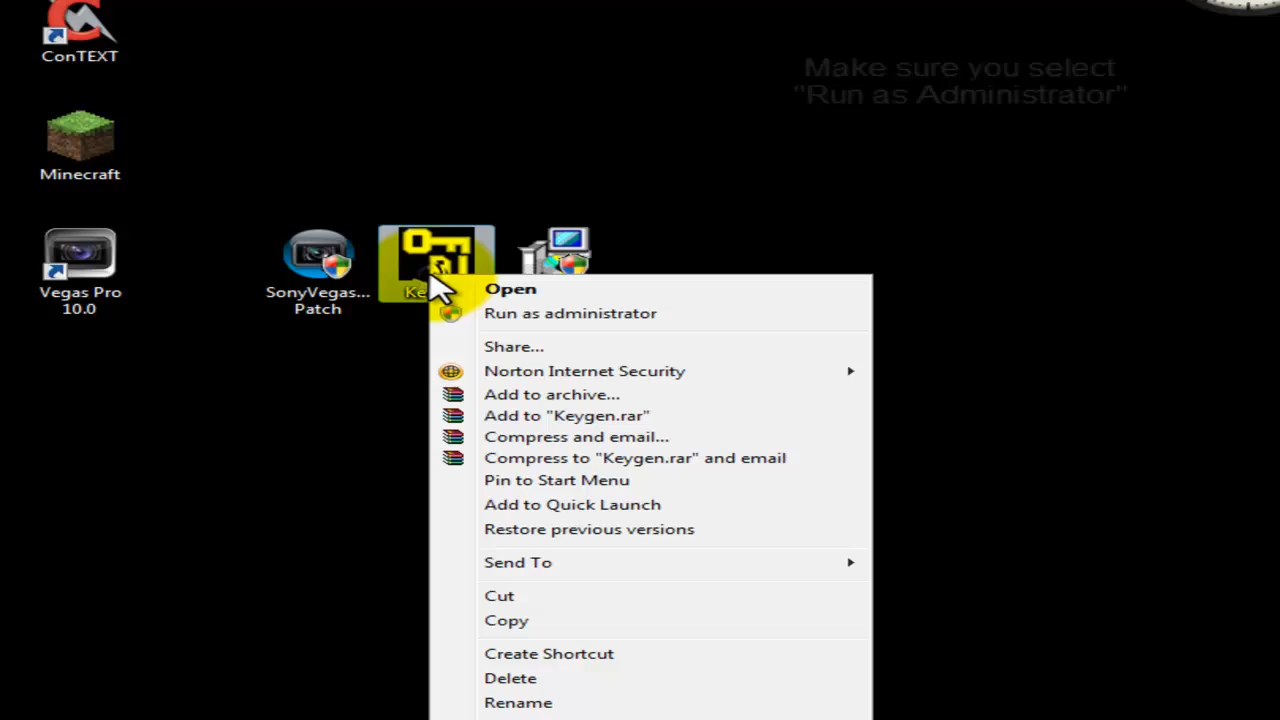 ConTEXT
Make sure you select
"Run as Administrator"
Minecraft
Vegas Pro
10.0
SonyVegas...
Patch
Open
Run as administrator
Share...
Norton Internet Security
Add to archive...
Add to "Keygen.rar"
Compress and email...
Compress to "Keygen.rar" and email
Pin to Start Menu
Add to Quick Launch
Restore previous versions
Send To
Cut
Copy
Create Shortcut
Delete
Rename